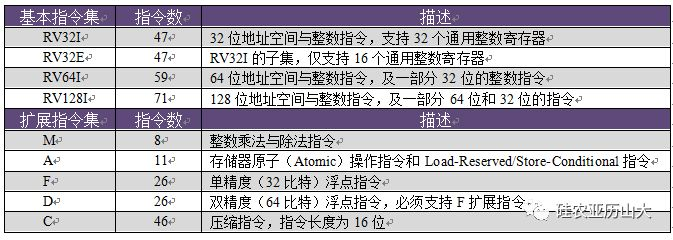 基本指令集 指令数 描述
RV32I 47 32 位地址空间与整数指令，支持 32 个通用整数寄存器
RV32E 47 RV32I 的子集，仅支持 16 个通用整数寄存器
RV64I 59 64 位地址空间与整数指令，及一部分 32 位的整数指令
RV128I 71 128 位地址空间与整数指令，及一部分 64 位和 32 位的指令
扩展指令集 指令数 描述
M 8 整数乘法与除法指令
A 11 存储器原子（Atomic）操作指令和 Load-Reserved/Store-Conditional 指令
F 26 单精度（32 比特）浮点指令
D 26 双精度（64 比特）浮点指令，必须支持 F 扩展指令
C 46 压缩指令，指令长度为 16 位
硅农亚历山大